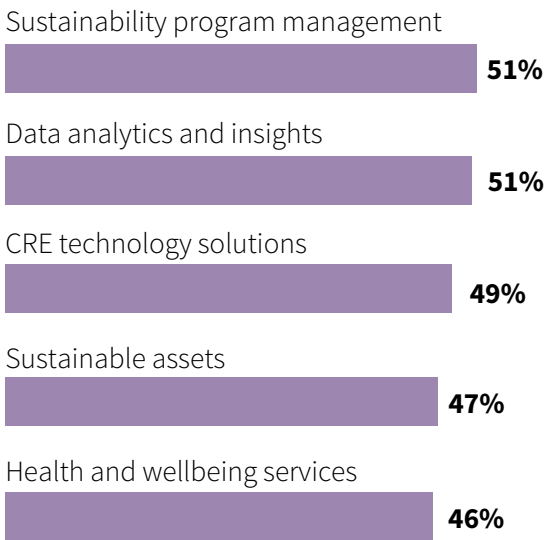 Sustainability program management
51%
Data analytics and insights
51%
CRE technology solutions
49%
Sustainable assets
47%
Health and wellbeing services
46%